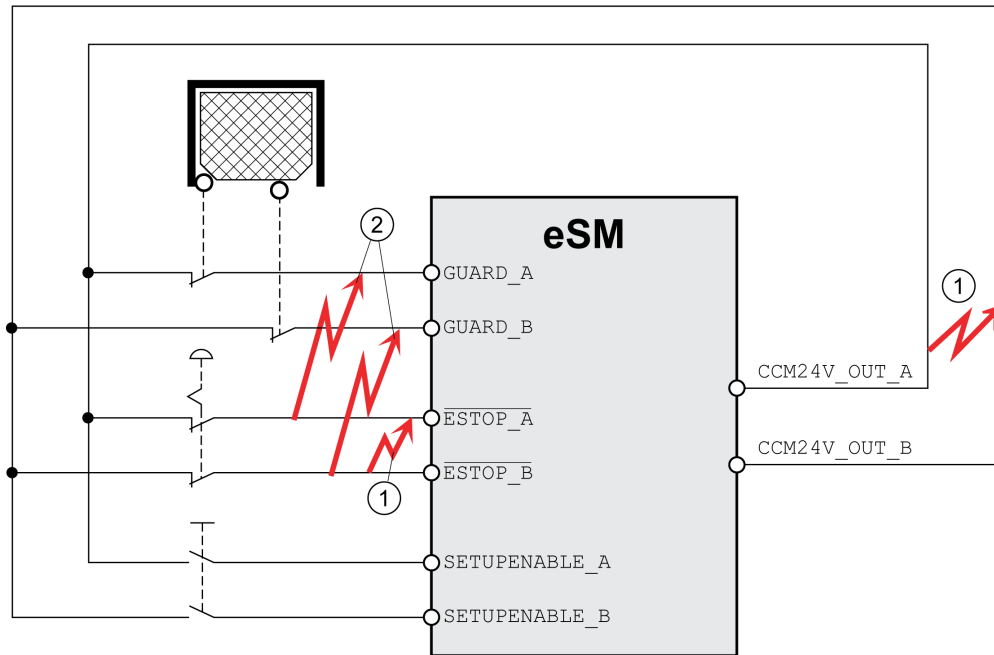 2
eSM
GUARD_A
1
GUARD_B
CCM24V_OUT_A
ESTOP_A
CCM24V_OUT_B
ESTOP_B
1
SETUPENABLE_A
SETUPENABLE_B